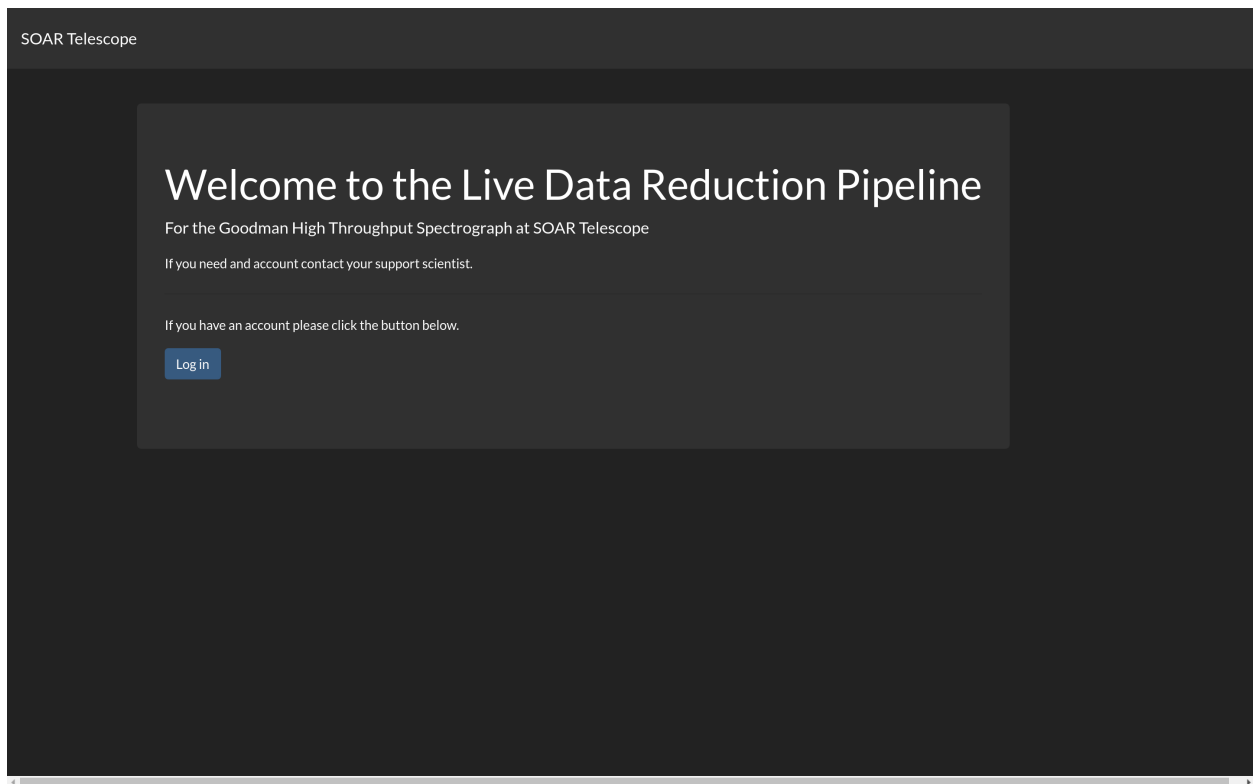 SOAR Telescope
Welcome to the Live Data Reduction Pipeline
For the Goodman High Throughput Spectrograph at SOAR Telescope
If you need and account contact your support scientist.
If you have an account please click the button below.
Log in